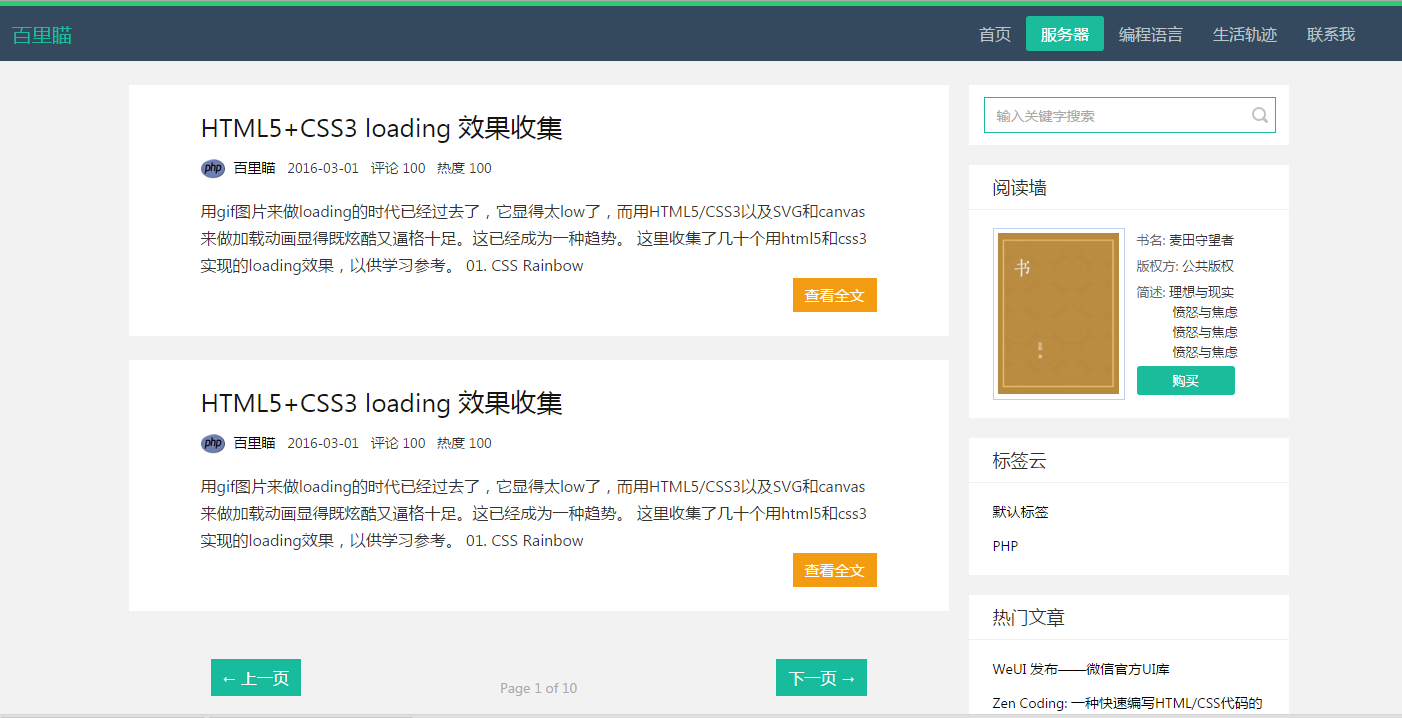 百里瞄
首页 服务器 编程语言 生活轨迹 联系我
HTML5+CSS3 loading 效果收集
php 百里瞄 2016-03-01 评论 100 热度 100
用gif图片来做loading的时代已经过去了，它显得太low了，而用HTML5/CSS3以及SVG和canvas
来做加载动画显得既炫酷又逼格十足。这已经成为一种趋势。 这里收集了几十个用html5和css3
实现的loading效果，以供学习参考。 01. CSS Rainbow
查看全文
HTML5+CSS3 loading 效果收集
php 百里瞄 2016-03-01 评论 100 热度 100
用gif图片来做loading的时代已经过去了，它显得太low了，而用HTML5/CSS3以及SVG和canvas
来做加载动画显得既炫酷又逼格十足。这已经成为一种趋势。 这里收集了几十个用html5和css3
实现的loading效果，以供学习参考。 01. CSS Rainbow
查看全文
← 上一页
Page 1 of 10
下一页 →
输入关键字搜索
阅读墙
书
书名: 麦田守望者
版权方: 公共版权
简述: 理想与现实
愤怒与焦虑
愤怒与焦虑
愤怒与焦虑
购买
标签云
默认标签
PHP
热门文章
WeUI 发布——微信官方UI库
Zen Coding: 一种快速编写HTML/CSS代码的